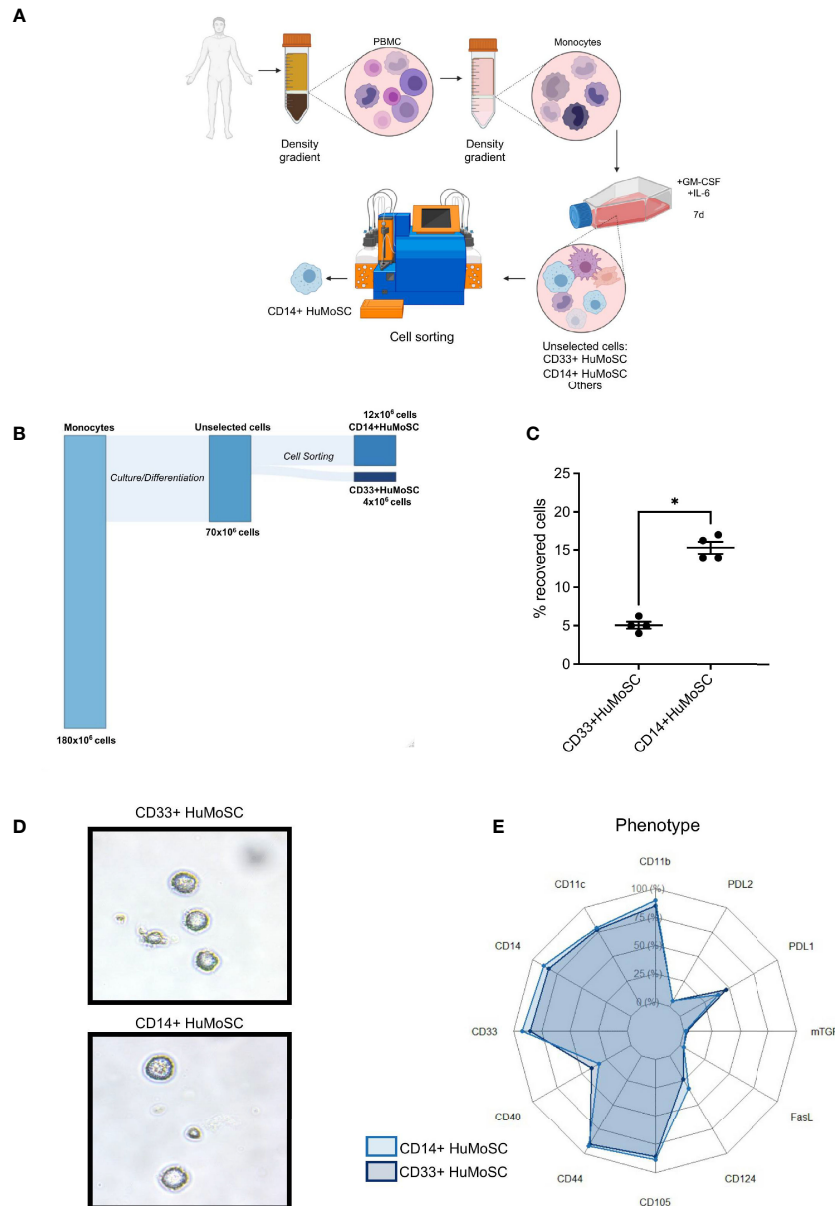 A
PBMC
Monocytes
Density
gradient
Density
gradient
+GM-CSF
+IL-6
7d
CD14+ HuMoSC
Cell sorting
Unselected cells:
CD33+ HuMoSC
CD14+ HuMoSC
Others
B
Monocytes
Unselected cells
12x10⁶ cells
CD14+HuMoSC
Culture/Differentiation
Cell Sorting
CD33+HuMoSC
4x10⁶ cells
70x10⁶ cells
180x10⁶ cells
C
25
20
15
10
5
0
% recovered cells
*
CD33+HuMoSC
CD14+HuMoSC
D
CD33+ HuMoSC
CD14+ HuMoSC
E
Phenotype
CD11b
CD11c
PDL2
100 (%)
75 (%)
50 (%)
25 (%)
0 (%)
CD14
PDL1
CD33
mTGF
CD40
FasL
CD44
CD124
CD105
CD14+ HuMoSC
CD33+ HuMoSC